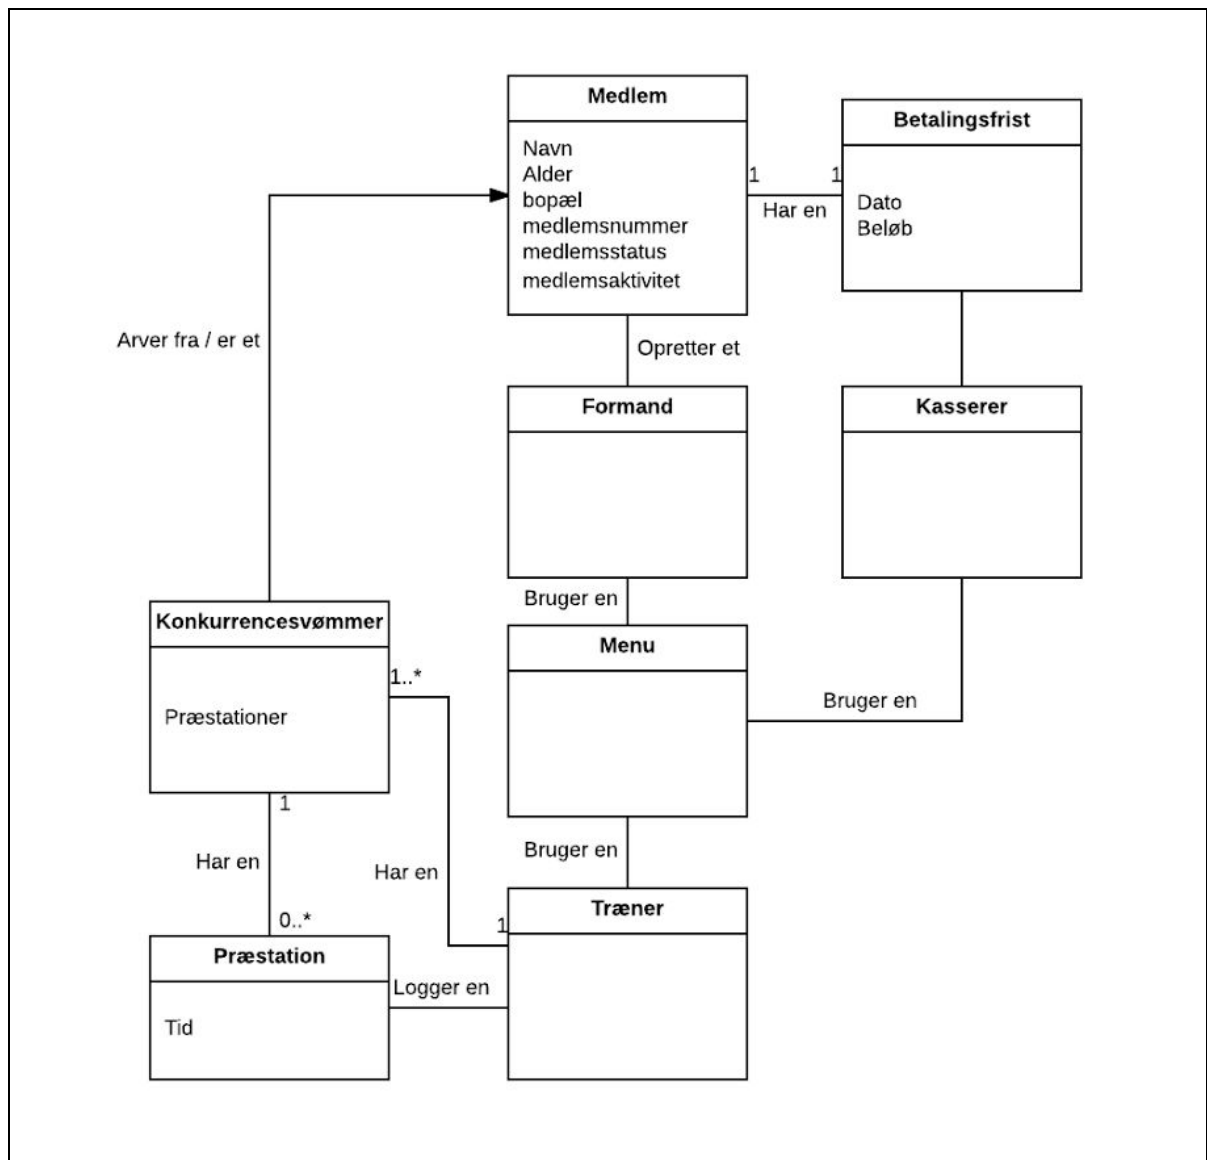 Medlem
Navn
Alder
bopæl
medlemsnummer
medlemsstatus
medlemsaktivitet
1
1
Har en
Betalingsfrist
Dato
Beløb
Arver fra / er et
Opretter et
Formand
Kasserer
Bruger en
Konkurrencesvømmer
Præstationer
1..*
Menu
Bruger en
1
Har en
0..*
Har en
1
Bruger en
Træner
Præstation
Tid
Logger en